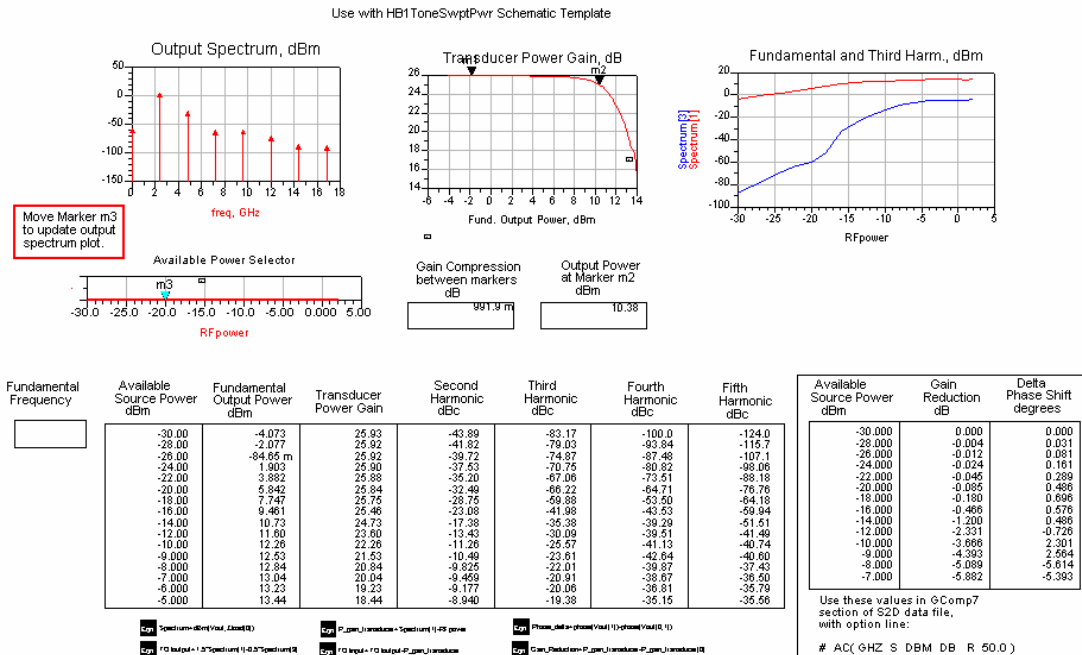 Use with HB1ToneSwptPwr Schematic Template
Output Spectrum, dBm
50
0
-50
-100
-150
0 2 4 6 8 10 12 14 16 18
freq, GHz
Transducer Power Gain, dB
m1
m2
26
24
22
20
18
16
14
-6 -4 -2 0 2 4 6 8 10 12 14
Fund. Output Power, dBm
Fundamental and Third Harm., dBm
Spectrum[3]
Spectrum[1]
20
0
-20
-40
-60
-80
-100
-30 -25 -20 -15 -10 -5 0 5
RFpower
Move Marker m3
to update output
spectrum plot.
Available Power Selector
m3
-30.0 -25.0 -20.0 -15.0 -10.0 -5.00 0.000 5.00
RFpower
Gain Compression
between markers
dB
991.9 m
Output Power
at Marker m2
dBm
10.38
Fundamental
Frequency
Available
Source Power
dBm
Fundamental
Output Power
dBm
Transducer
Power Gain
Second
Harmonic
dBc
Third
Harmonic
dBc
Fourth
Harmonic
dBc
Fifth
Harmonic
dBc
-30.00 -4.073 25.93 -43.89 -83.17 -100.0 -124.0
-28.00 -2.077 25.92 -41.82 -79.03 -93.84 -115.7
-26.00 -84.65 m 25.92 -39.72 -74.87 -87.48 -107.1
-24.00 1.903 25.90 -37.53 -70.75 -80.82 -98.06
-22.00 3.882 25.88 -35.20 -67.06 -73.51 -88.18
-20.00 5.842 25.84 -32.49 -66.22 -64.71 -76.76
-18.00 7.747 25.75 -28.75 -59.88 -53.50 -64.18
-16.00 9.461 25.46 -23.08 -41.98 -43.53 -59.94
-14.00 10.73 24.73 -17.38 -35.38 -39.29 -51.51
-12.00 11.60 23.60 -13.43 -30.09 -39.51 -41.49
-10.00 12.26 22.26 -11.26 -25.57 -41.13 -40.74
-9.000 12.53 21.53 -10.49 -23.61 -42.64 -40.60
-8.000 12.84 20.84 -9.825 -22.01 -39.87 -37.43
-7.000 13.04 20.04 -9.459 -20.91 -38.67 -36.50
-6.000 13.23 19.23 -9.177 -20.06 -36.81 -35.79
-5.000 13.44 18.44 -8.940 -19.38 -35.15 -35.56
Available
Source Power
dBm
Gain
Reduction
dB
Delta
Phase Shift
degrees
-30.000 0.000 0.000
-28.000 -0.004 0.031
-26.000 -0.012 0.081
-24.000 -0.024 0.161
-22.000 -0.045 0.289
-20.000 -0.085 0.486
-18.000 -0.180 0.696
-16.000 -0.466 0.576
-14.000 -1.200 0.486
-12.000 -2.331 -0.726
-10.000 -3.666 2.301
-9.000 -4.393 2.564
-8.000 -5.089 -5.614
-7.000 -5.882 -5.393
Use these values in GComp7
section of S2D data file,
with option line:
# AC( GHZ S DBM DB R 50.0 )
Eqn
Eqn
Eqn
Eqn
Eqn
Eqn